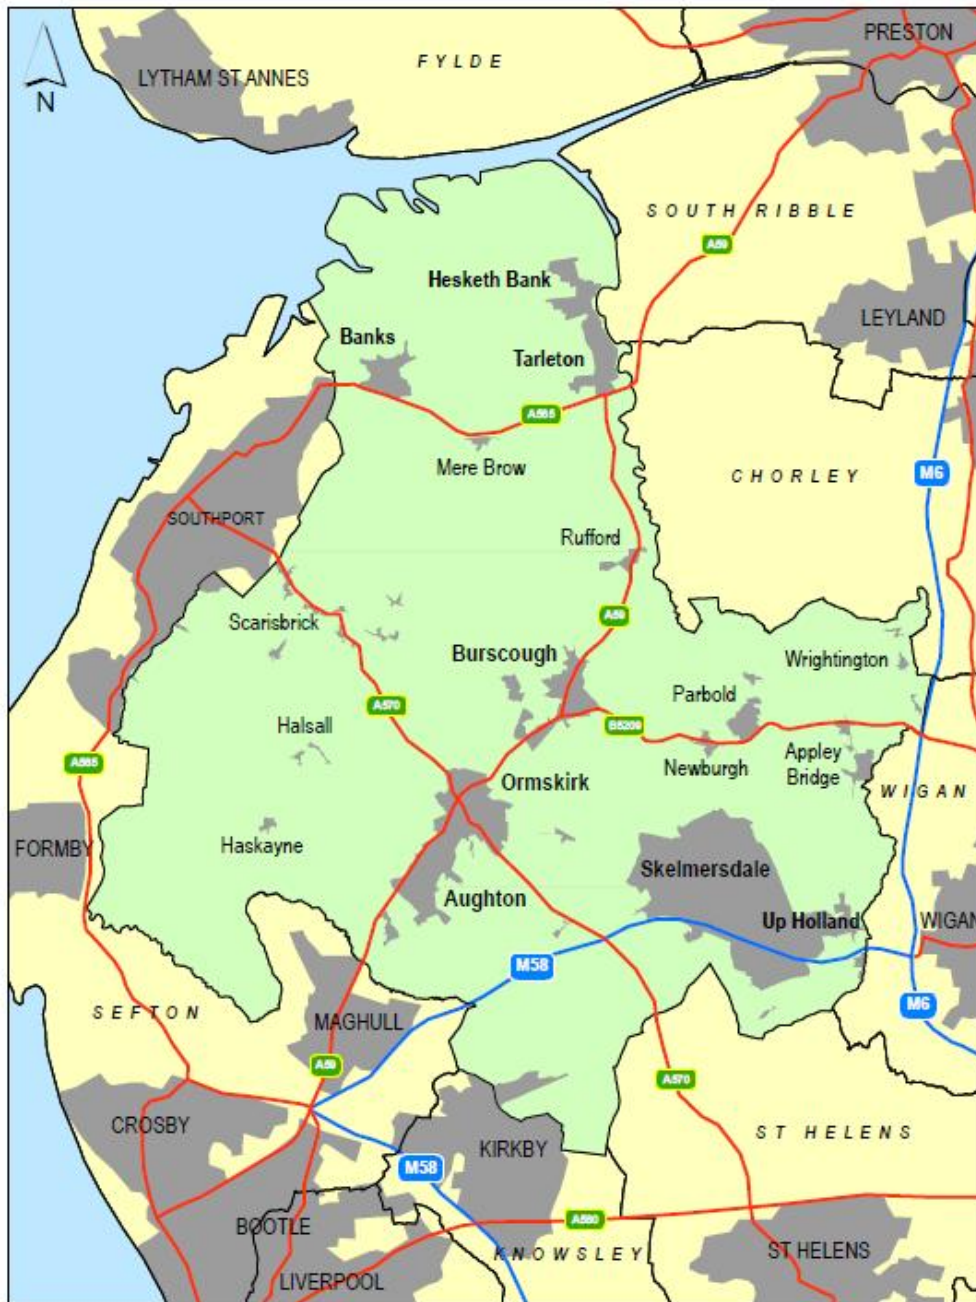 PRESTON
FYLDE
LYTHAM ST ANNES
N
SOUTH RIBBLE
A59
Hesketh Bank
LEYLAND
Banks
Tarleton
A565
Mere Brow
CHORLEY
M6
SOUTHPORT
Rufford
A59
Scarisbrick
Burscough
Wrightington
Parbold
A570
B5209
Halsall
Appley
Bridge
Newburgh
A565
Ormskirk
WIGAN
FORMBY
Haskayne
Skelmersdale
Aughton
Up Holland
WIGAN
M58
M6
SEFTON
MAGHULL
A59
A570
CROSBY
ST HELENS
KIRKBY
M58
A580
BOOTLE
KNOWSLEY
ST HELENS
LIVERPOOL